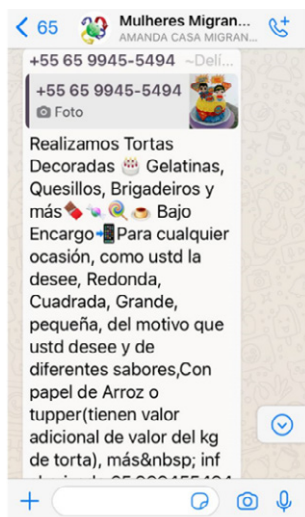 65
Mulheres Migran...
AMANDA CASA MIGRAN...
+55 65 9945-5494 ~Delí...
+55 65 9945-5494
Foto
Realizamos Tortas
Decoradas 🎂 Gelatinas,
Quesillos, Brigadeiros y
más🍫🍬🍭🍮 Bajo
Encargo📲Para cualquier
ocasión, como ustd la
desee, Redonda,
Cuadrada, Grande,
pequeña, del motivo que
ustd desee y de
diferentes sabores,Con
papel de Arroz o
tupper(tienen valor
adicional de valor del kg
de torta), más&nbsp; inf